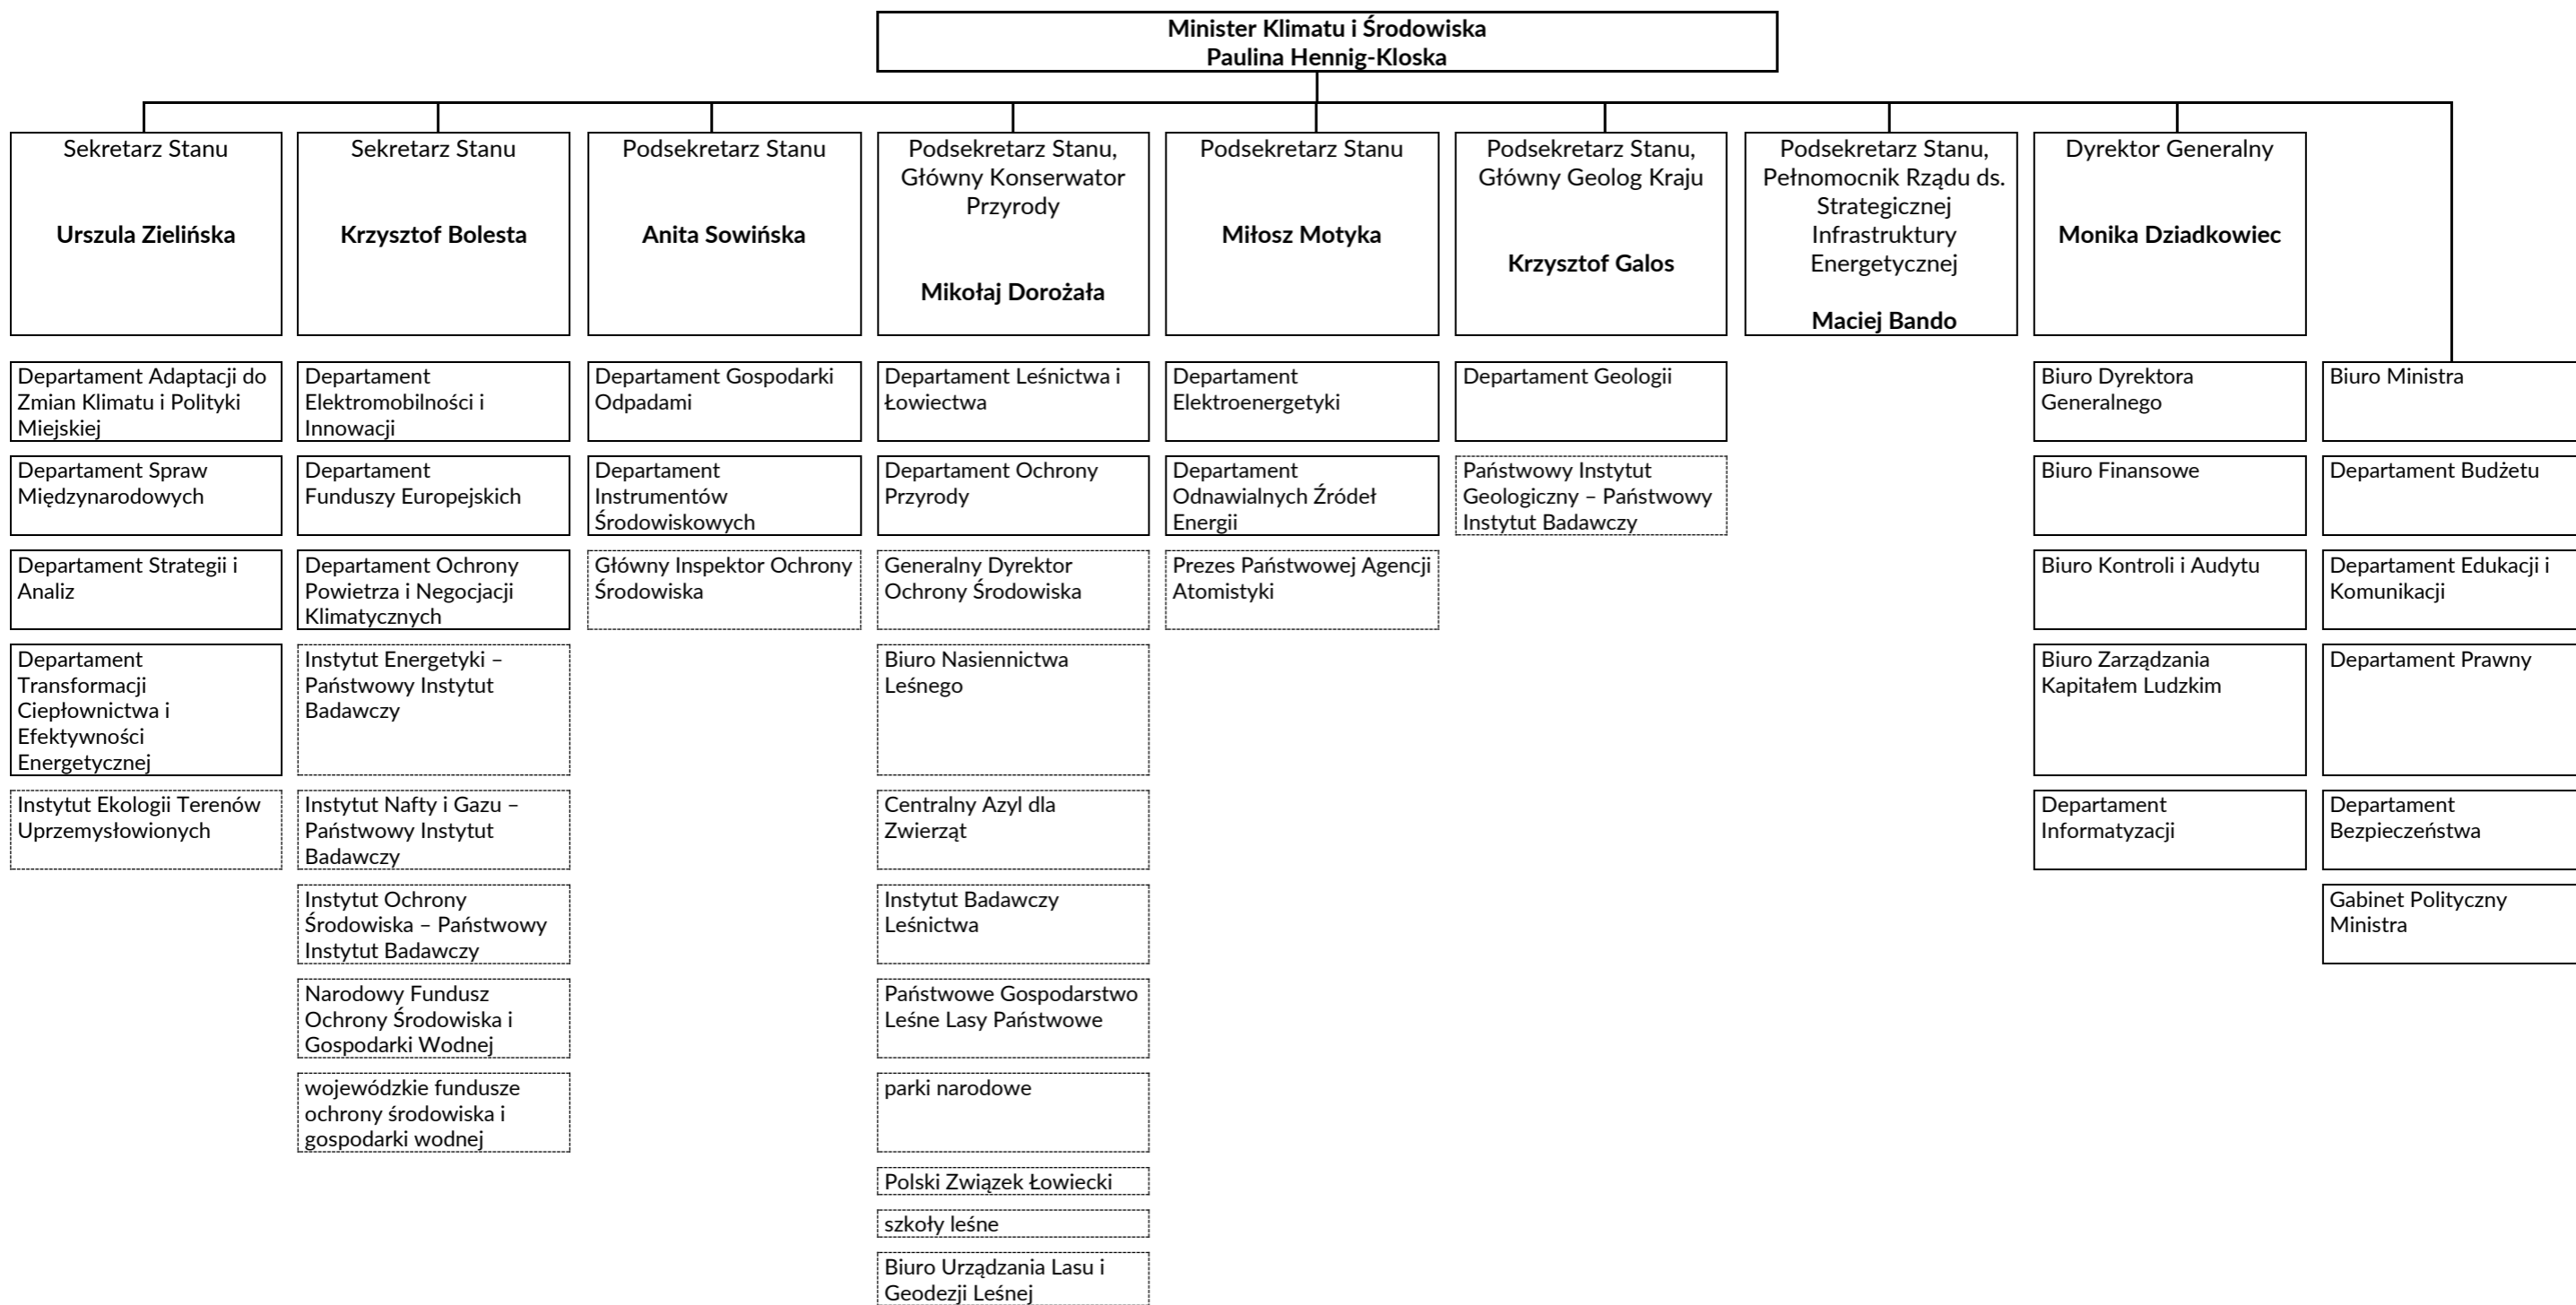 Minister Klimatu i Środowiska
Paulina Hennig-Kloska
Sekretarz Stanu
Urszula Zielińska
Sekretarz Stanu
Krzysztof Bolesta
Podsekretarz Stanu
Anita Sowińska
Podsekretarz Stanu,
Główny Konserwator
Przyrody
Mikołaj Dorożała
Podsekretarz Stanu
Miłosz Motyka
Podsekretarz Stanu,
Główny Geolog Kraju
Krzysztof Galos
Podsekretarz Stanu,
Pełnomocnik Rządu ds.
Strategicznej
Infrastruktury
Energetycznej
Maciej Bando
Dyrektor Generalny
Monika Dziadkowiec
Departament Adaptacji do
Zmian Klimatu i Polityki
Miejskiej
Departament Spraw
Międzynarodowych
Departament Strategii i
Analiz
Departament
Transformacji
Ciepłownictwa i
Efektywności
Energetycznej
Instytut Ekologii Terenów
Uprzemysłowionych
Departament
Elektromobilności i
Innowacji
Departament
Funduszy Europejskich
Departament Ochrony
Powietrza i Negocjacji
Klimatycznych
Instytut Energetyki –
Państwowy Instytut
Badawczy
Instytut Nafty i Gazu –
Państwowy Instytut
Badawczy
Instytut Ochrony
Środowiska – Państwowy
Instytut Badawczy
Narodowy Fundusz
Ochrony Środowiska i
Gospodarki Wodnej
wojewódzkie fundusze
ochrony środowiska i
gospodarki wodnej
Departament Gospodarki
Odpadami
Departament
Instrumentów
Środowiskowych
Główny Inspektor Ochrony
Środowiska
Departament Leśnictwa i
Łowiectwa
Departament Ochrony
Przyrody
Generalny Dyrektor
Ochrony Środowiska
Biuro Nasiennictwa
Leśnego
Centralny Azyl dla
Zwierząt
Instytut Badawczy
Leśnictwa
Państwowe Gospodarstwo
Leśne Lasy Państwowe
parki narodowe
Polski Związek Łowiecki
szkoły leśne
Biuro Urządzania Lasu i
Geodezji Leśnej
Departament
Elektroenergetyki
Departament
Odnawialnych Źródeł
Energii
Prezes Państwowej Agencji
Atomistyki
Departament Geologii
Państwowy Instytut
Geologiczny – Państwowy
Instytut Badawczy
Biuro Dyrektora
Generalnego
Biuro Finansowe
Biuro Kontroli i Audytu
Biuro Zarządzania
Kapitałem Ludzkim
Departament
Informatyzacji
Biuro Ministra
Departament Budżetu
Departament Edukacji i
Komunikacji
Departament Prawny
Departament
Bezpieczeństwa
Gabinet Polityczny
Ministra